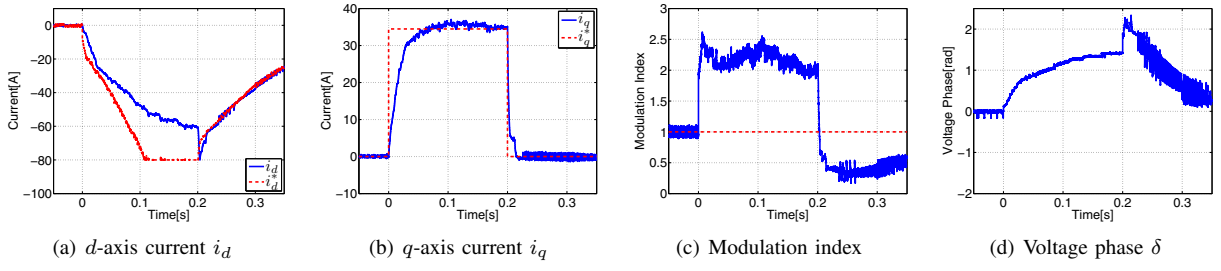 0
−20
−40
−60
−80
−100
Current[A]
0 0.1 0.2 0.3
Time[s]
i_d
i_d^*
(a) d-axis current i_d
40
30
20
10
0
−10
Current[A]
0 0.1 0.2 0.3
Time[s]
i_q
i_q^*
(b) q-axis current i_q
3
2.5
2
1.5
1
0.5
0
Modulation Index
0 0.1 0.2 0.3
Time[s]
(c) Modulation index
2
1
0
−1
−2
Voltage Phase[rad]
0 0.1 0.2 0.3
Time[s]
(d) Voltage phase δ